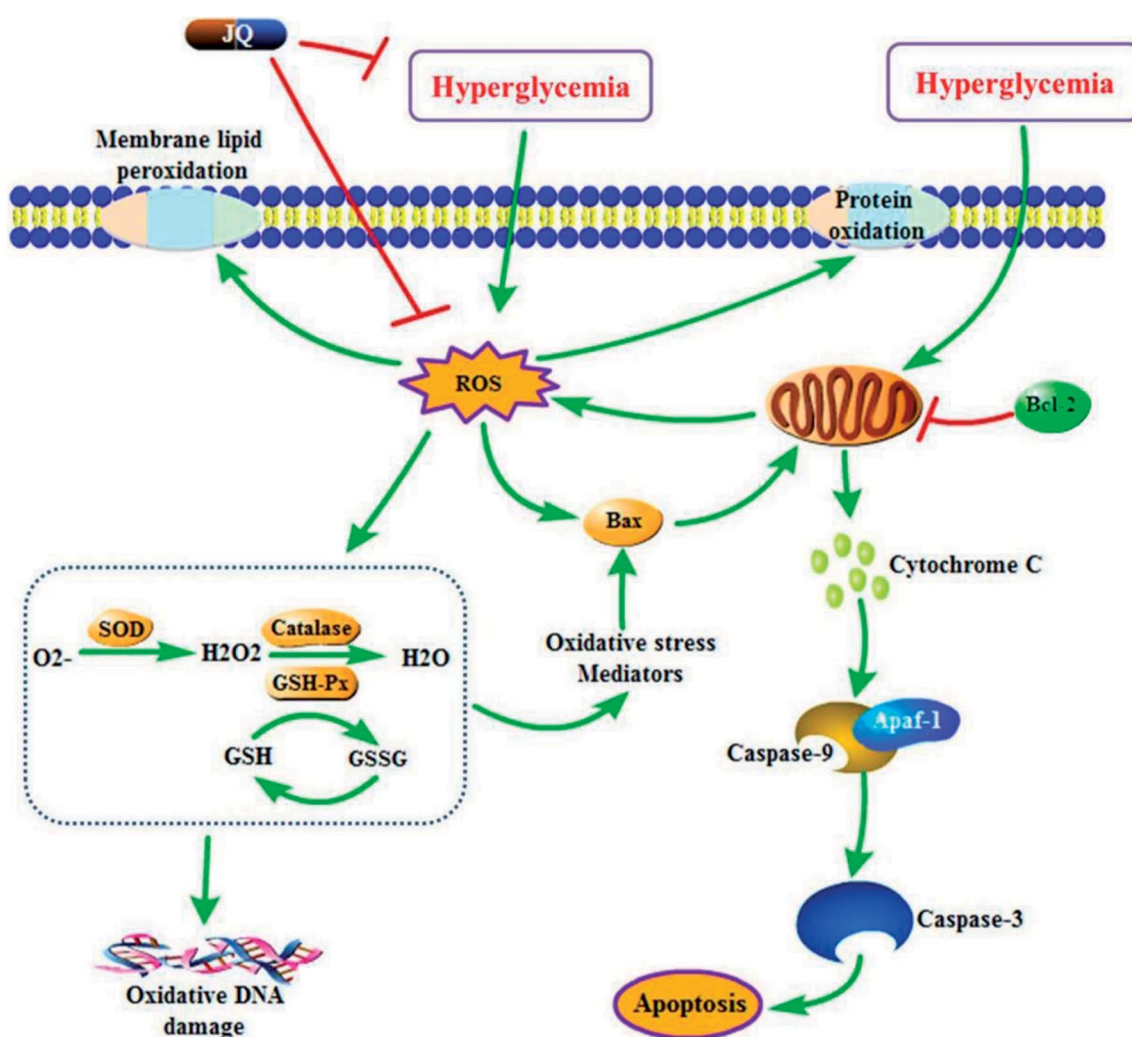 JQ
Hyperglycemia
Hyperglycemia
Membrane lipid
peroxidation
Protein
oxidation
ROS
Bcl-2
Bax
Cytochrome C
SOD
Catalase
O2-
H2O2
H2O
GSH-Px
GSH
GSSG
Oxidative stress
Mediators
Apaf-1
Caspase-9
Caspase-3
Oxidative DNA
damage
Apoptosis